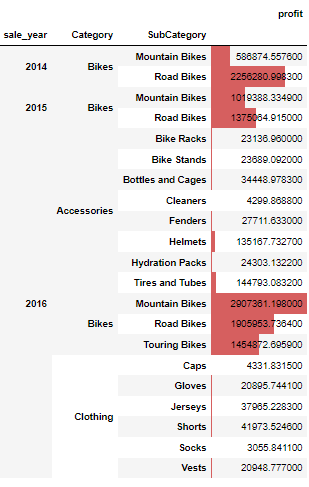 profit
sale_year Category SubCategory
2014 Bikes Mountain Bikes 586874.557600
Road Bikes 2256280.998300
2015 Bikes Mountain Bikes 1019388.334900
Road Bikes 1375064.915000
2016 Accessories Bike Racks 23136.960000
Bike Stands 23689.092000
Bottles and Cages 34448.978300
Cleaners 4299.868800
Fenders 27711.633000
Helmets 135167.732700
Hydration Packs 24303.132200
Tires and Tubes 144793.083200
Bikes Mountain Bikes 2907361.198000
Road Bikes 1905953.736400
Touring Bikes 1454872.695900
Clothing Caps 4331.831500
Gloves 20895.744100
Jerseys 37965.228300
Shorts 41973.524600
Socks 3055.841100
Vests 20948.777000